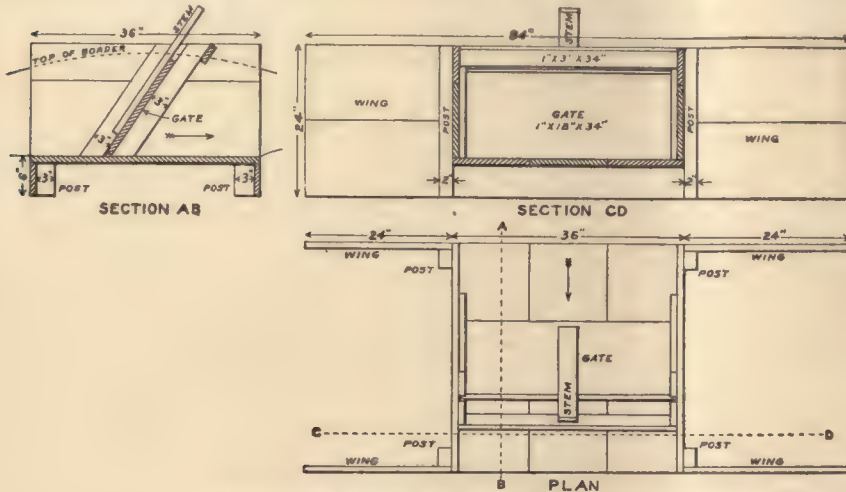 36"
STEM
TOP OF BORDER
GATE
3"
3"
6"
3"
3"
POST
POST
SECTION AB
84"
STEM
1"X3"X34"
24"
WING
POST
GATE
1"X18"X34"
POST
WING
2"
2"
SECTION CD
24"
A
36"
24"
WING
POST
WING
POST
GATE
STEM
C
D
POST
POST
WING
WING
B
PLAN